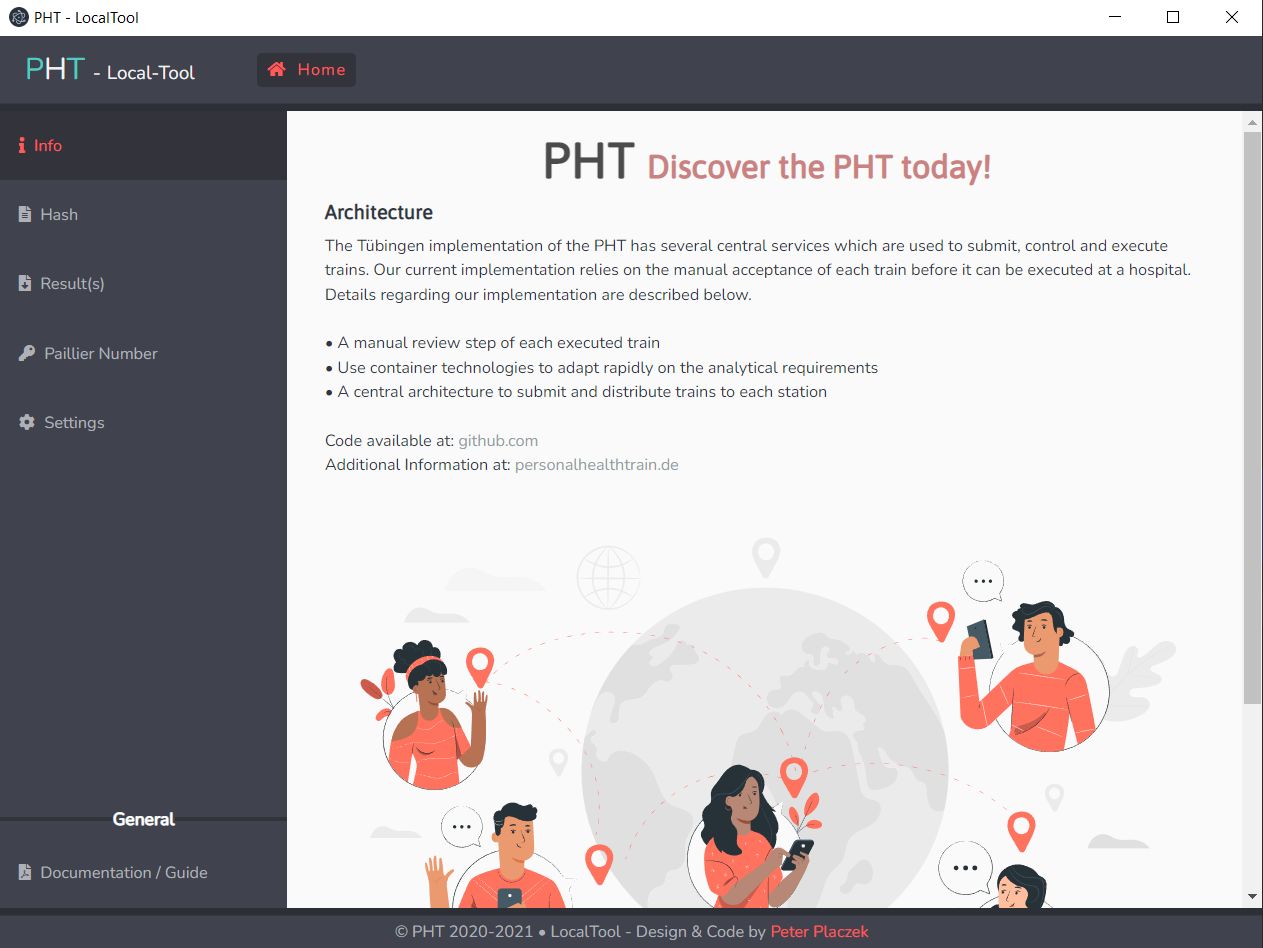 PHT - LocalTool
PHT - Local-Tool
Home
Info
Hash
Result(s)
Paillier Number
Settings
General
Documentation / Guide
PHT Discover the PHT today!
Architecture
The Tübingen implementation of the PHT has several central services which are used to submit, control and execute
trains. Our current implementation relies on the manual acceptance of each train before it can be executed at a hospital.
Details regarding our implementation are described below.
• A manual review step of each executed train
• Use container technologies to adapt rapidly on the analytical requirements
• A central architecture to submit and distribute trains to each station
Code available at: github.com
Additional Information at: personalhealthtrain.de
© PHT 2020-2021 • LocalTool - Design & Code by Peter Placzek